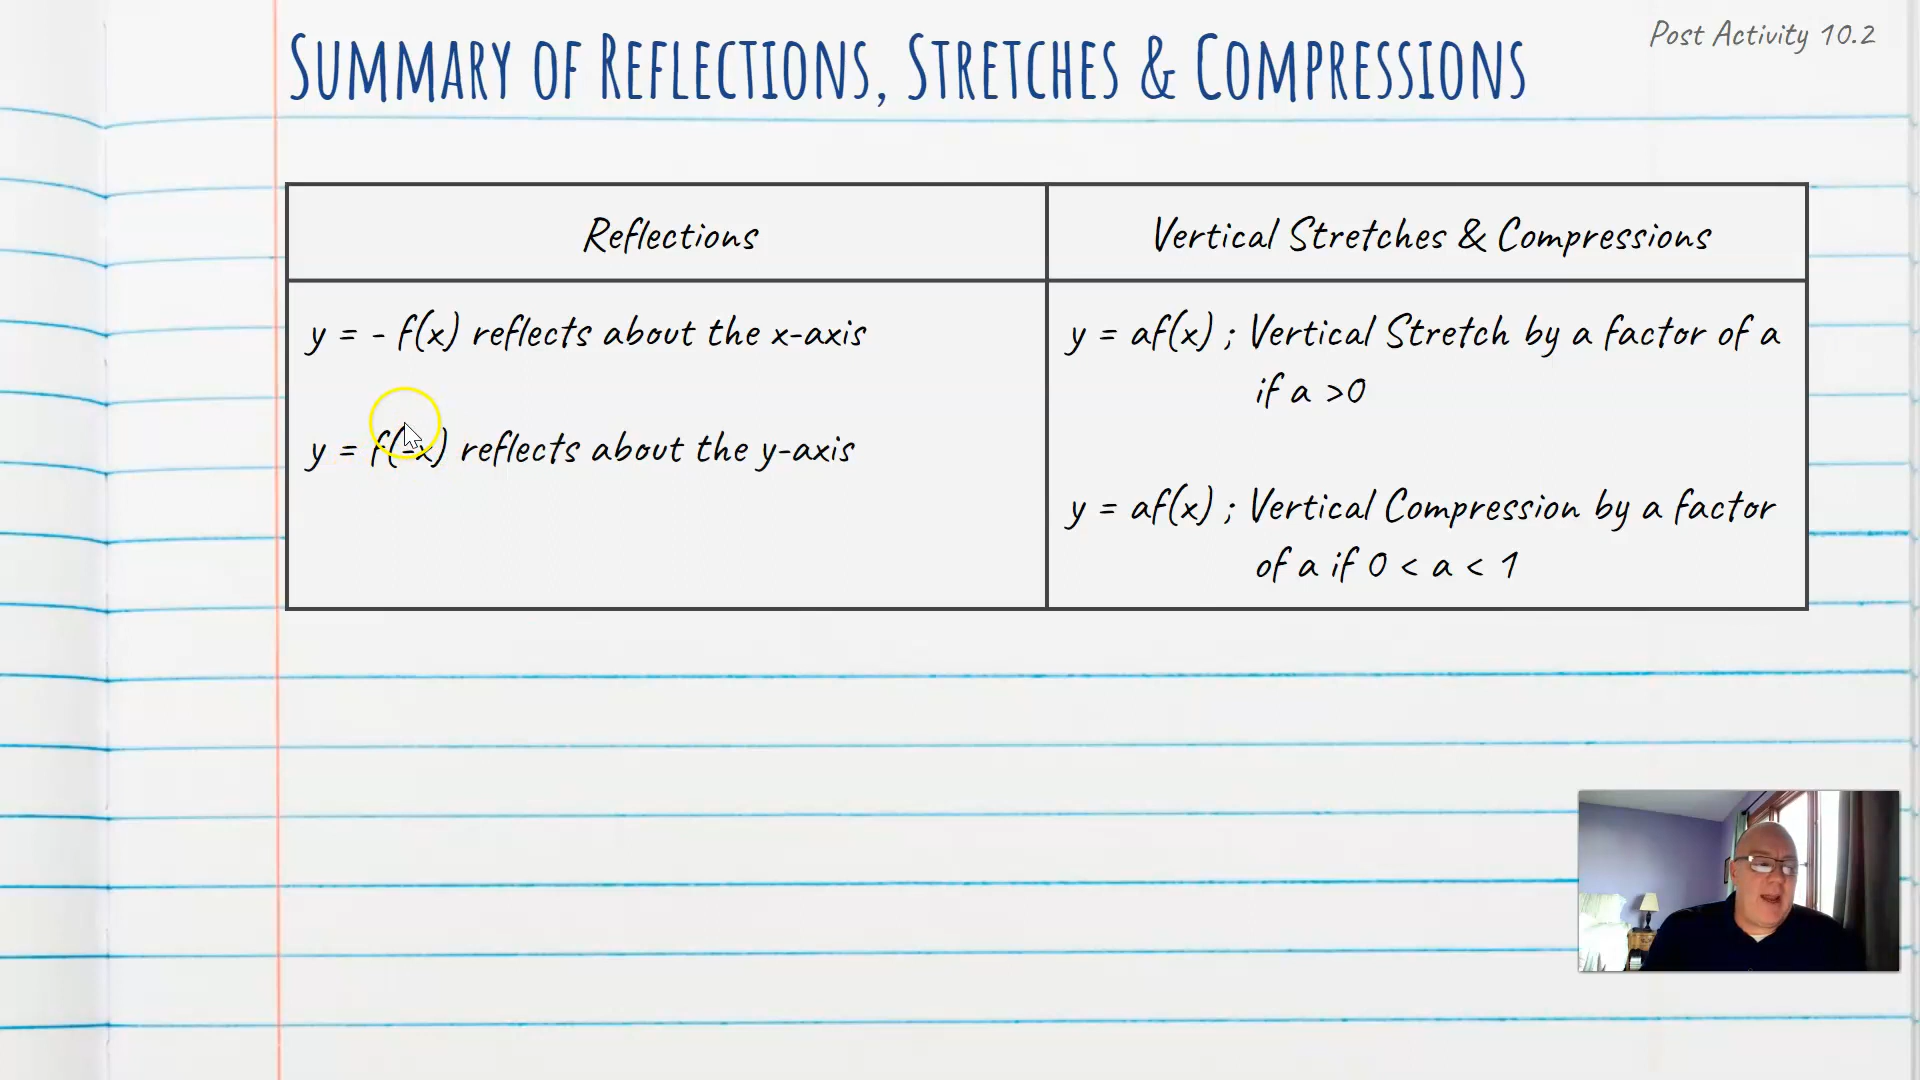 Post Activity 10.2
SUMMARY OF REFLECTIONS, STRETCHES & COMPRESSIONS
Reflections
y = - f(x) reflects about the x-axis
y = f(-x) reflects about the y-axis
Vertical Stretches & Compressions
y = af(x) ; Vertical Stretch by a factor of a
if a >0
y = af(x) ; Vertical Compression by a factor
of a if 0 < a < 1